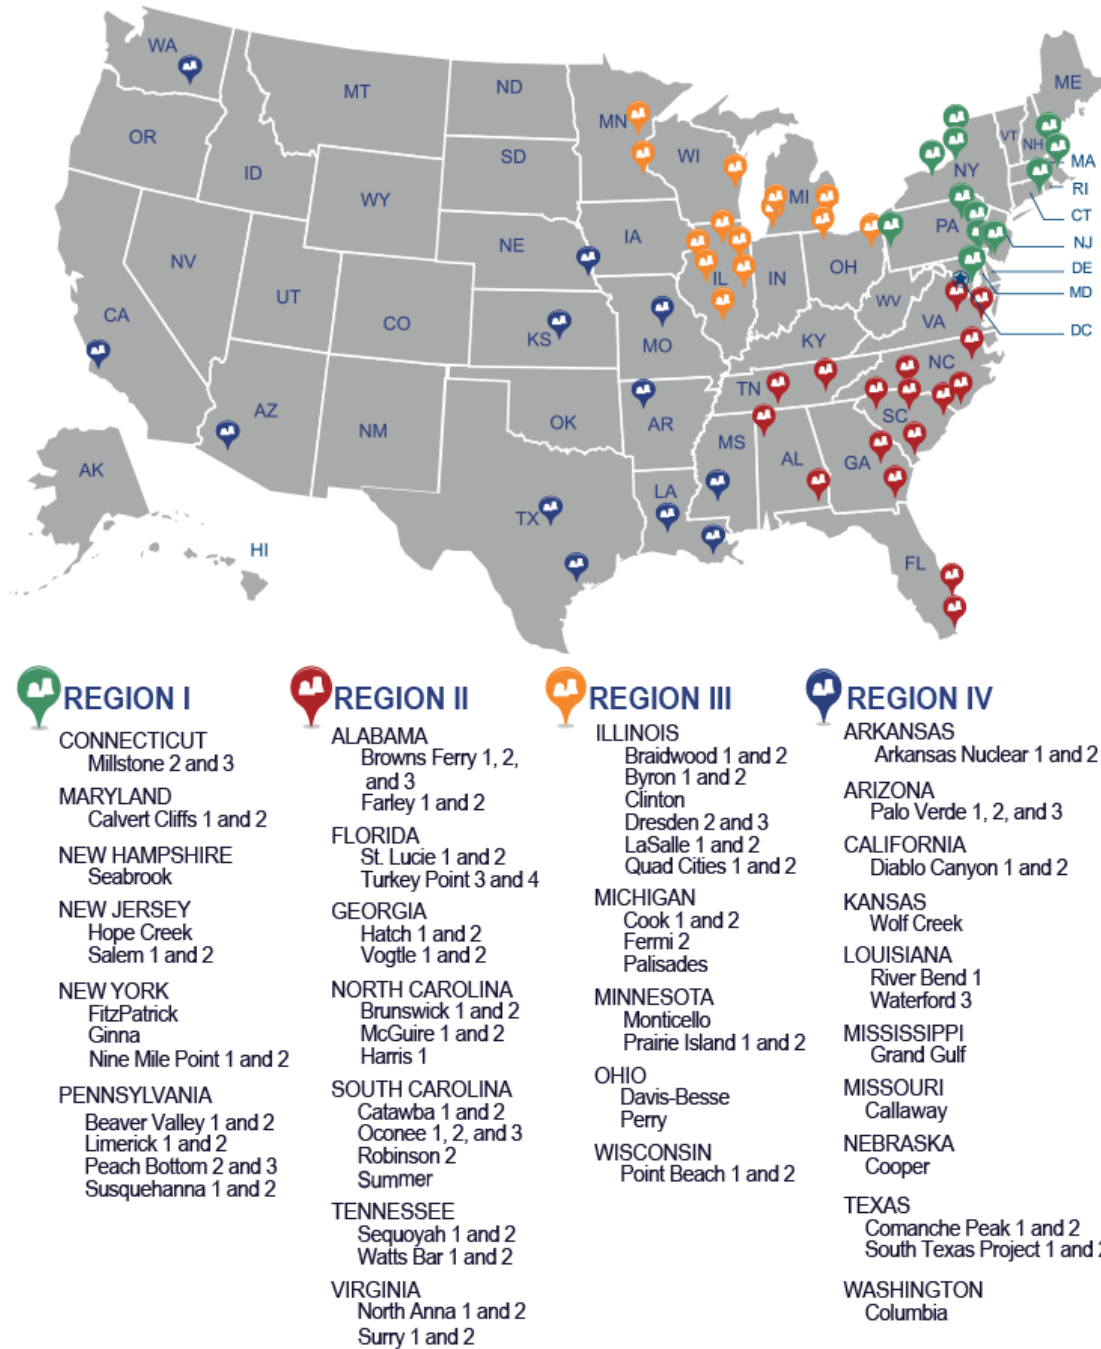 WA
MT
ND
MN
ME
OR
ID
SD
WI
VT
NH
NY
MA
RI
CT
WY
MI
PA
NJ
NE
IA
NV
UT
CO
IL
IN
OH
DE
MD
DC
WV
VA
CA
KS
MO
KY
NC
TN
AZ
NM
OK
AR
SC
MS
AL
GA
AK
LA
TX
HI
FL
REGION I
CONNECTICUT
Millstone 2 and 3
MARYLAND
Calvert Cliffs 1 and 2
NEW HAMPSHIRE
Seabrook
NEW JERSEY
Hope Creek
Salem 1 and 2
NEW YORK
FitzPatrick
Ginna
Nine Mile Point 1 and 2
PENNSYLVANIA
Beaver Valley 1 and 2
Limerick 1 and 2
Peach Bottom 2 and 3
Susquehanna 1 and 2
REGION II
ALABAMA
Browns Ferry 1, 2,
and 3
Farley 1 and 2
FLORIDA
St. Lucie 1 and 2
Turkey Point 3 and 4
GEORGIA
Hatch 1 and 2
Vogtle 1 and 2
NORTH CAROLINA
Brunswick 1 and 2
McGuire 1 and 2
Harris 1
SOUTH CAROLINA
Catawba 1 and 2
Oconee 1, 2, and 3
Robinson 2
Summer
TENNESSEE
Sequoyah 1 and 2
Watts Bar 1 and 2
VIRGINIA
North Anna 1 and 2
Surry 1 and 2
REGION III
ILLINOIS
Braidwood 1 and 2
Byron 1 and 2
Clinton
Dresden 2 and 3
LaSalle 1 and 2
Quad Cities 1 and 2
MICHIGAN
Cook 1 and 2
Fermi 2
Palisades
MINNESOTA
Monticello
Prairie Island 1 and 2
OHIO
Davis-Besse
Perry
WISCONSIN
Point Beach 1 and 2
REGION IV
ARKANSAS
Arkansas Nuclear 1 and 2
ARIZONA
Palo Verde 1, 2, and 3
CALIFORNIA
Diablo Canyon 1 and 2
KANSAS
Wolf Creek
LOUISIANA
River Bend 1
Waterford 3
MISSISSIPPI
Grand Gulf
MISSOURI
Callaway
NEBRASKA
Cooper
TEXAS
Comanche Peak 1 and 2
South Texas Project 1 and 2
WASHINGTON
Columbia